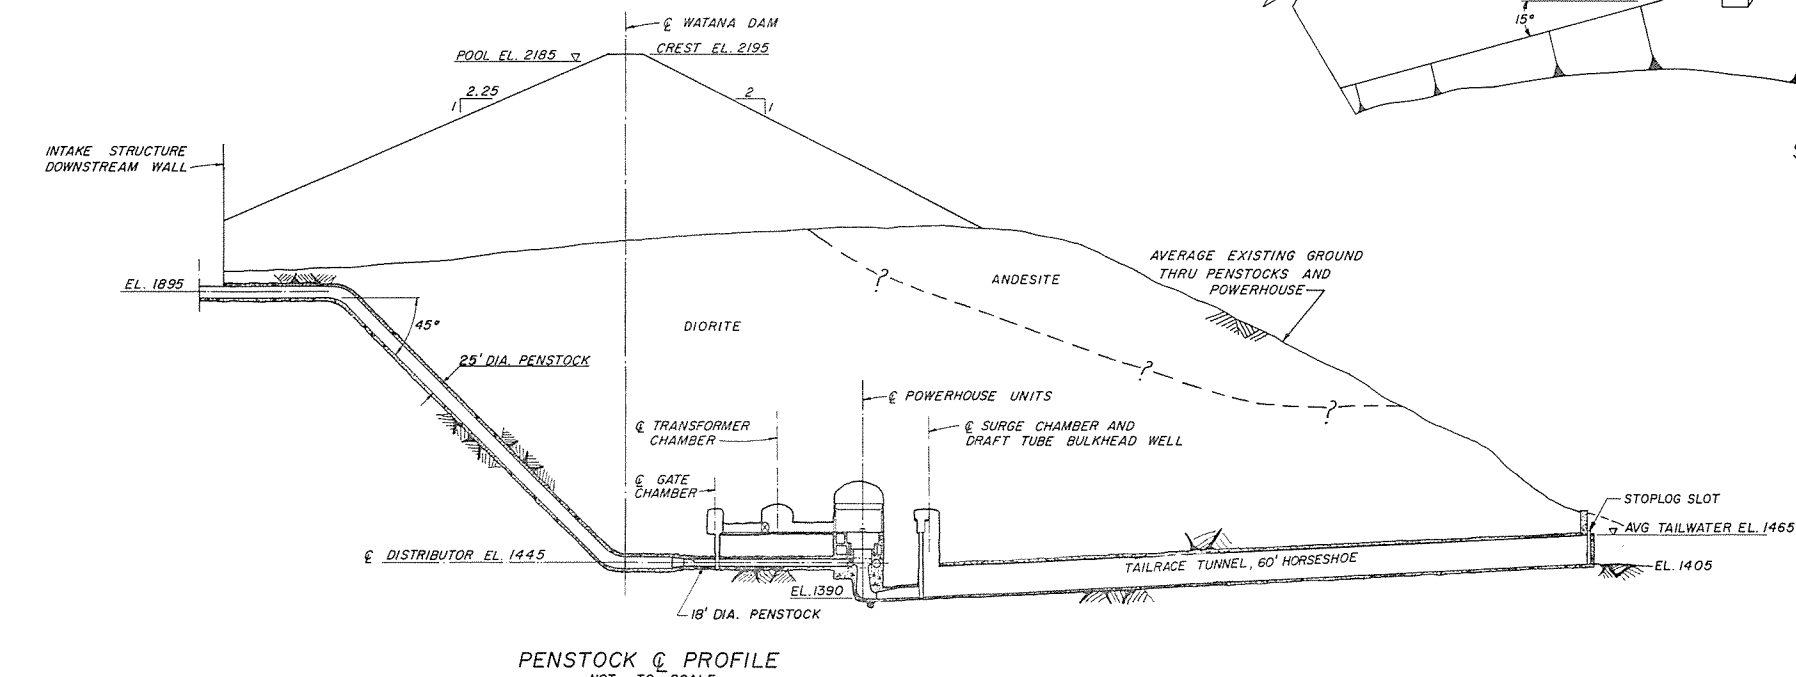 ℄ WATANA DAM
POOL EL. 2185
CREST EL. 2195
15°
2.25
1
2
1
INTAKE STRUCTURE
DOWNSTREAM WALL
AVERAGE EXISTING GROUND
THRU PENSTOCKS AND
POWERHOUSE
ANDESITE
?
EL. 1895
45°
DIORITE
25' DIA. PENSTOCK
?
?
℄ POWERHOUSE UNITS
℄ TRANSFORMER
CHAMBER
℄ SURGE CHAMBER AND
DRAFT TUBE BULKHEAD WELL
℄ GATE
CHAMBER
STOPLOG SLOT
AVG TAILWATER EL. 1465
℄ DISTRIBUTOR EL. 1445
TAILRACE TUNNEL, 60' HORSESHOE
EL. 1405
EL. 1390
18' DIA. PENSTOCK
PENSTOCK ℄ PROFILE
NOT TO SCALE